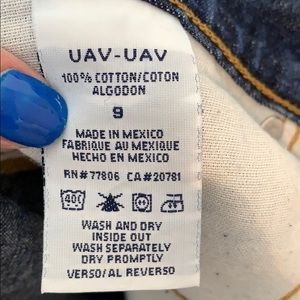 UAV-UAV
100% COTTON/COTON
ALGODON
9
MADE IN MEXICO
FABRIQUE AU MEXIQUE
HECHO EN MEXICO
RN#77806 CA#20781
40C
WASH AND DRY
INSIDE OUT
WASH SEPARATELY
DRY PROMPTLY
VERSO/AL REVERSO